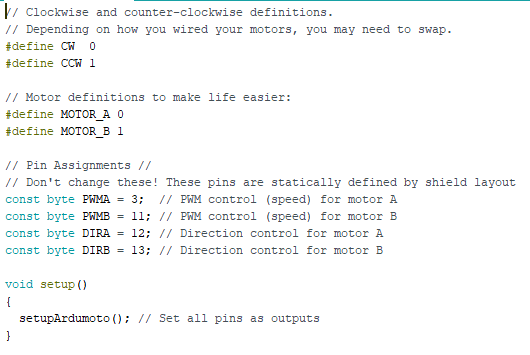 // Clockwise and counter-clockwise definitions.
// Depending on how you wired your motors, you may need to swap.
#define CW  0
#define CCW 1
// Motor definitions to make life easier:
#define MOTOR_A 0
#define MOTOR_B 1
// Pin Assignments //
// Don't change these! These pins are statically defined by shield layout
const byte PWMA = 3;  // PWM control (speed) for motor A
const byte PWMB = 11; // PWM control (speed) for motor B
const byte DIRA = 12; // Direction control for motor A
const byte DIRB = 13; // Direction control for motor B
void setup()
{
  setupArdumoto(); // Set all pins as outputs
}